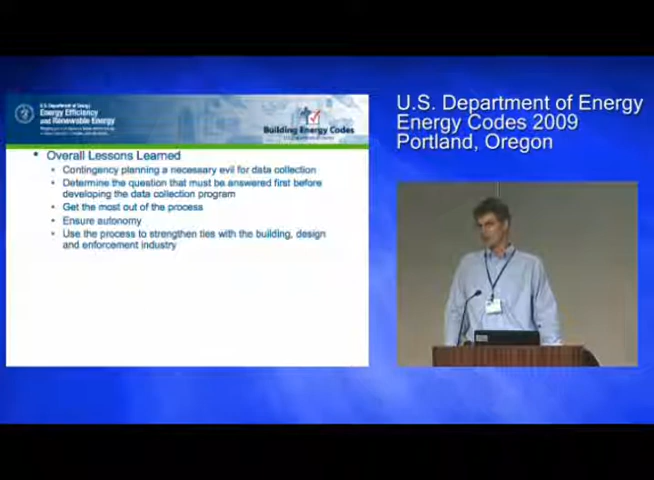 U.S. Department of Energy
Energy Efficiency
and Renewable Energy
Building Energy Codes
• Overall Lessons Learned
• Contingency planning a necessary evil for data collection
• Determine the question that must be answered first before
developing the data collection program
• Get the most out of the process
• Ensure autonomy
• Use the process to strengthen ties with the building, design
and enforcement industry
U.S. Department of Energy
Energy Codes 2009
Portland, Oregon